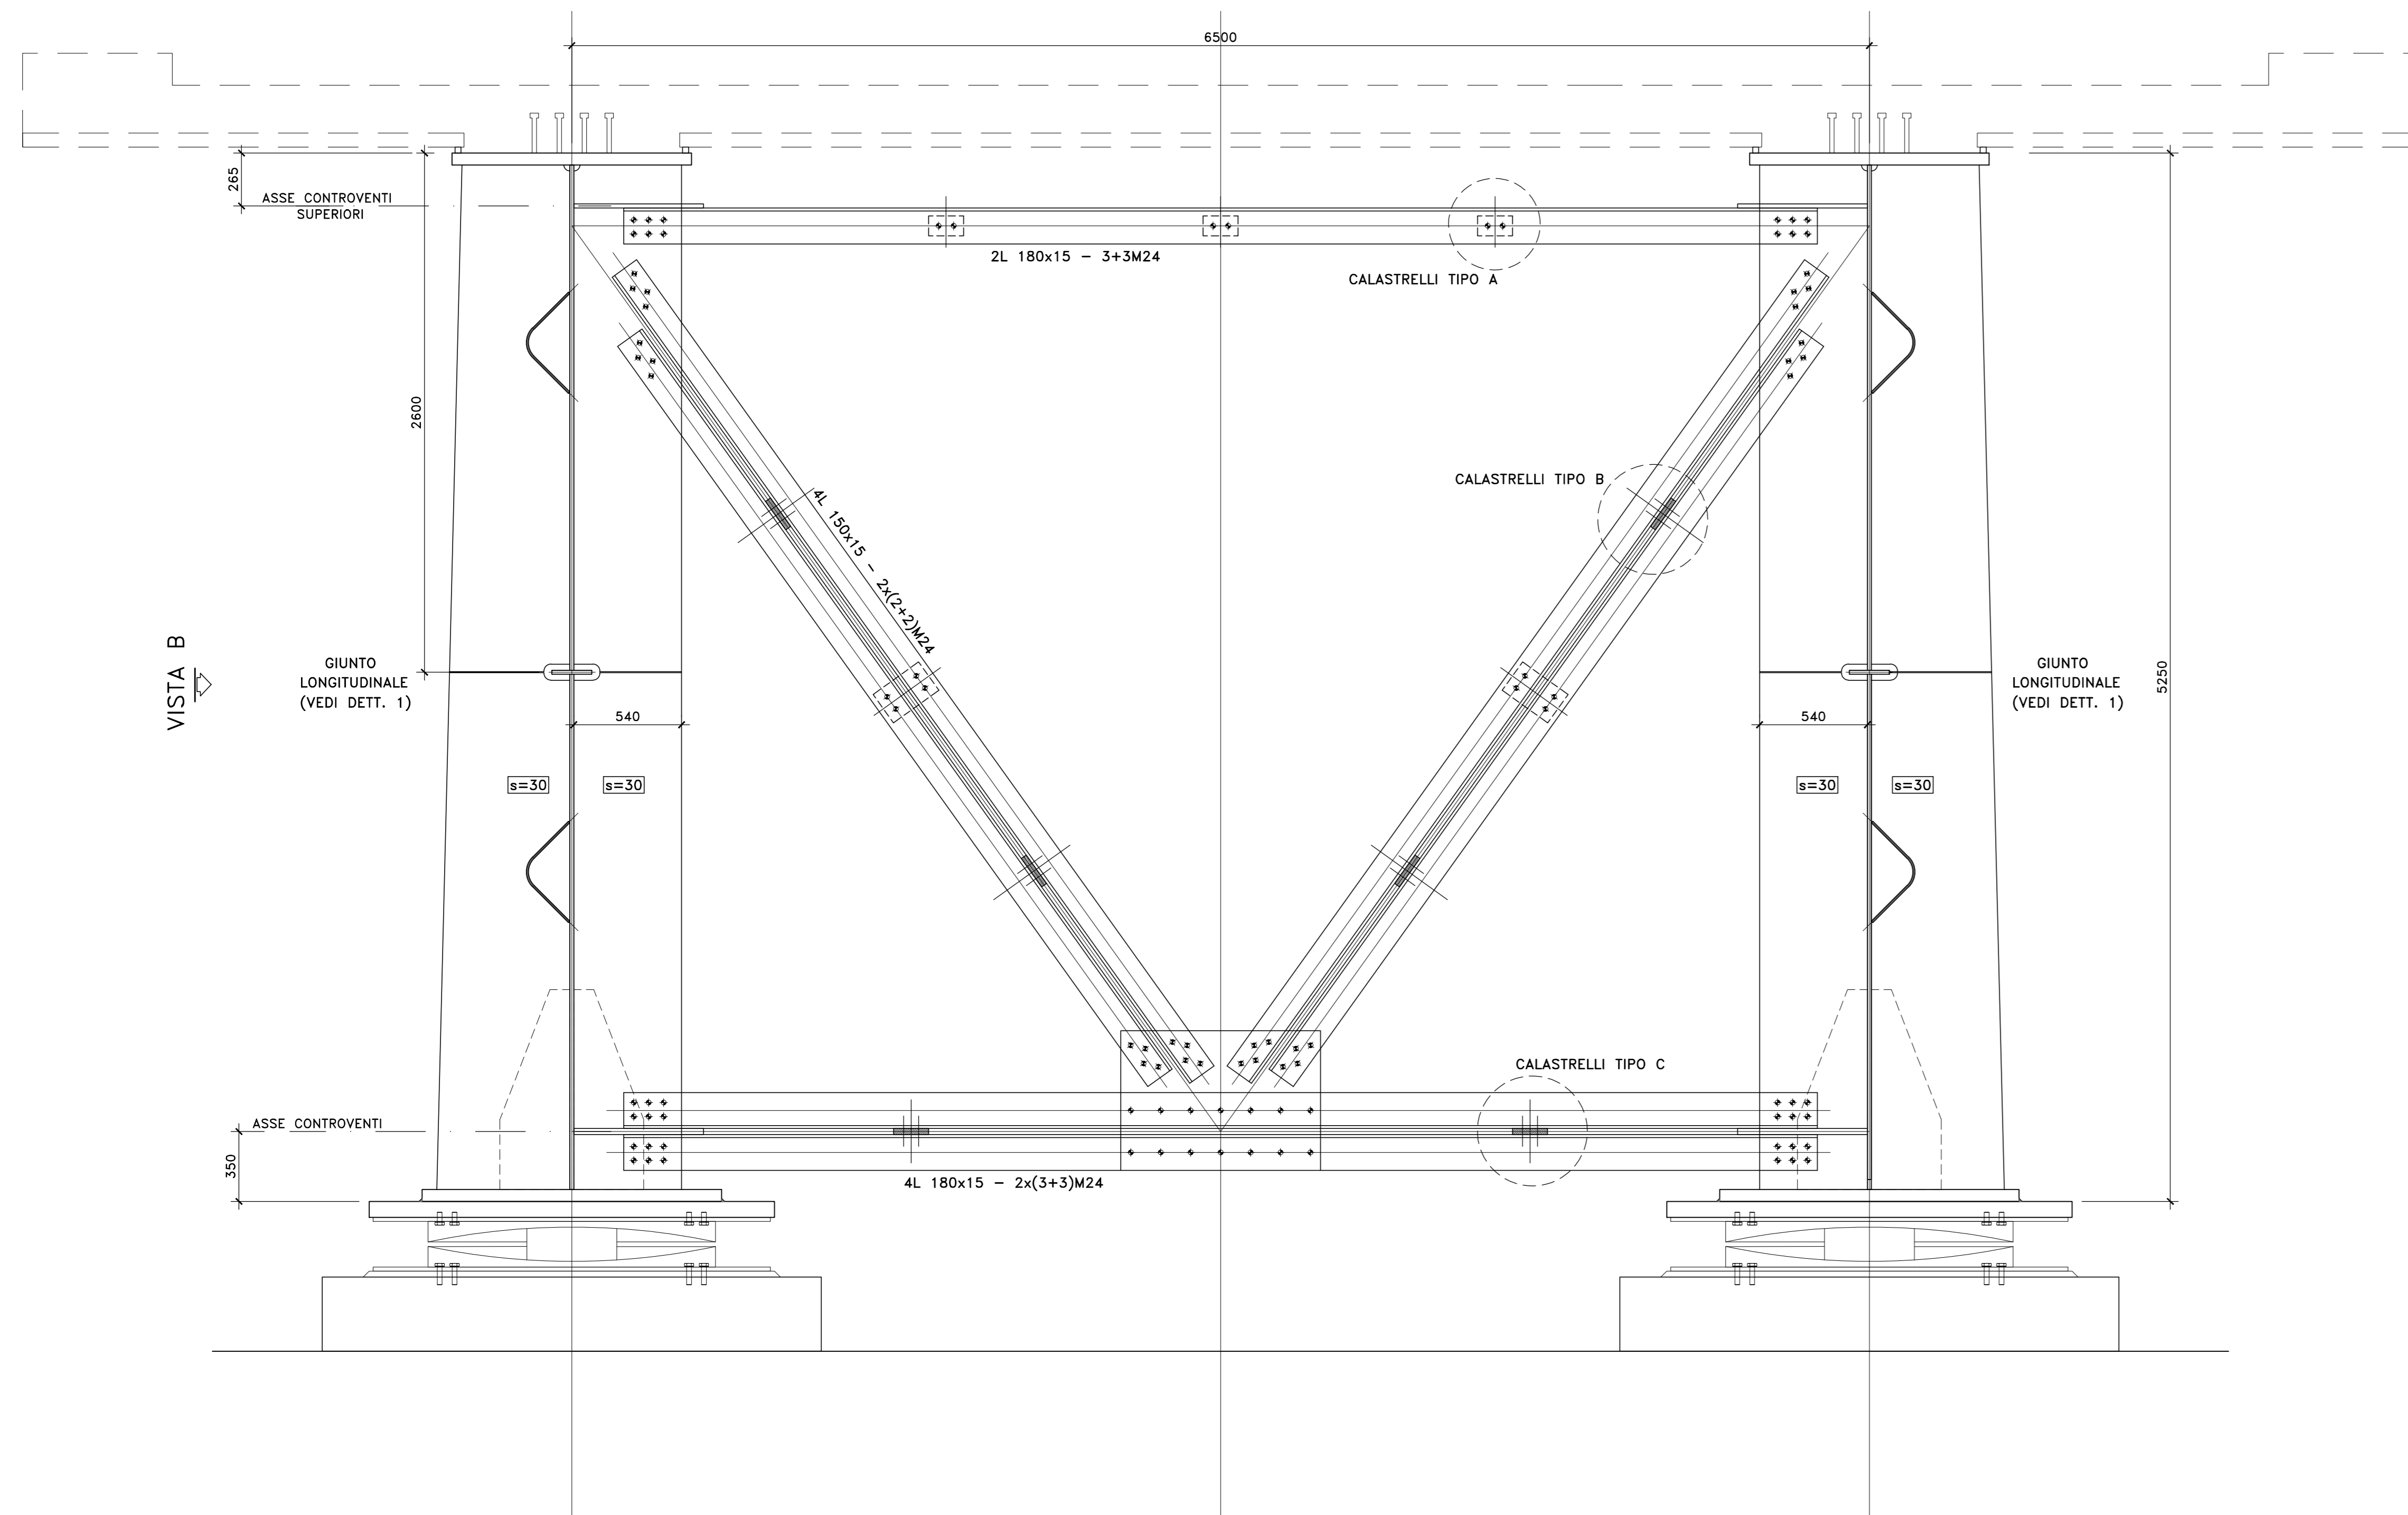 6500
265
ASSE CONTROVENTI
SUPERIORI
2L 180x15 – 3+3M24
CALASTRELLI TIPO A
2600
CALASTRELLI TIPO B
4L 150x15 – 2x(2+2)M24
VISTA B
GIUNTO
LONGITUDINALE
(VEDI DETT. 1)
GIUNTO
LONGITUDINALE
(VEDI DETT. 1)
5250
540
540
s=30
s=30
s=30
s=30
CALASTRELLI TIPO C
ASSE CONTROVENTI
350
4L 180x15 – 2x(3+3)M24